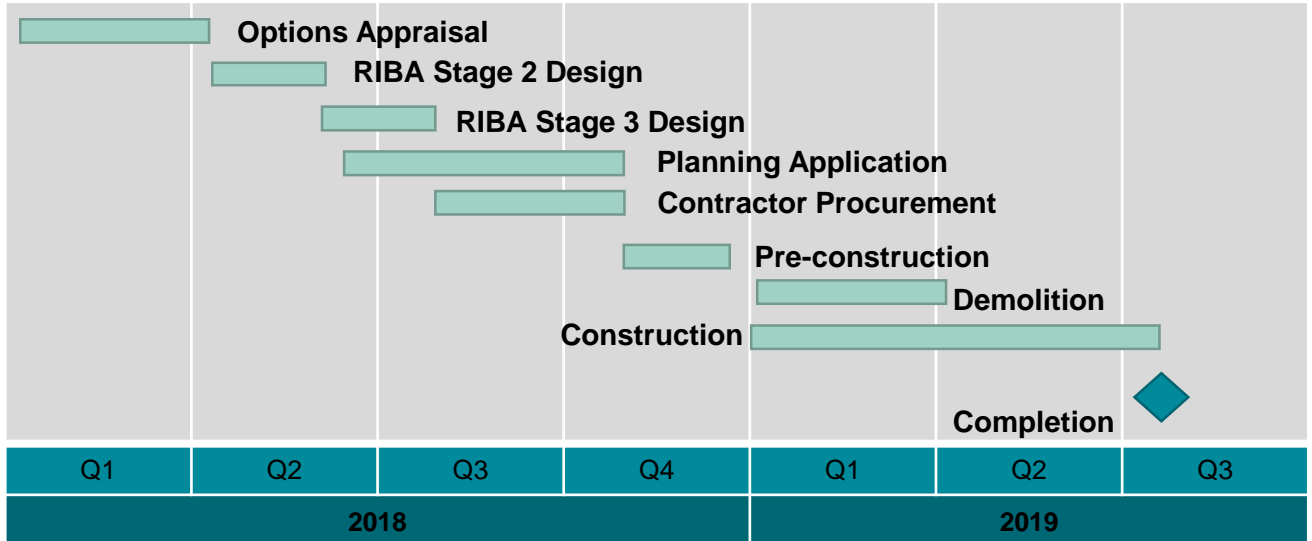 Options Appraisal
RIBA Stage 2 Design
RIBA Stage 3 Design
Planning Application
Contractor Procurement
Pre-construction
Demolition
Construction
Completion
Q1 Q2 Q3 Q4 Q1 Q2 Q3
2018 2019